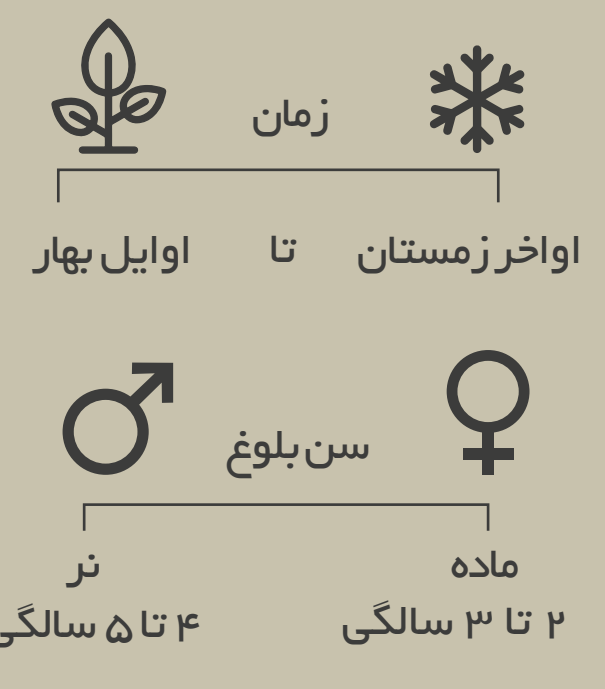 زمان
اواخر زمستان تا اوایل بهار
سن بلوغ
ماده
۲ تا ۳ سالگی
نر
۴ تا ۵ سالگی